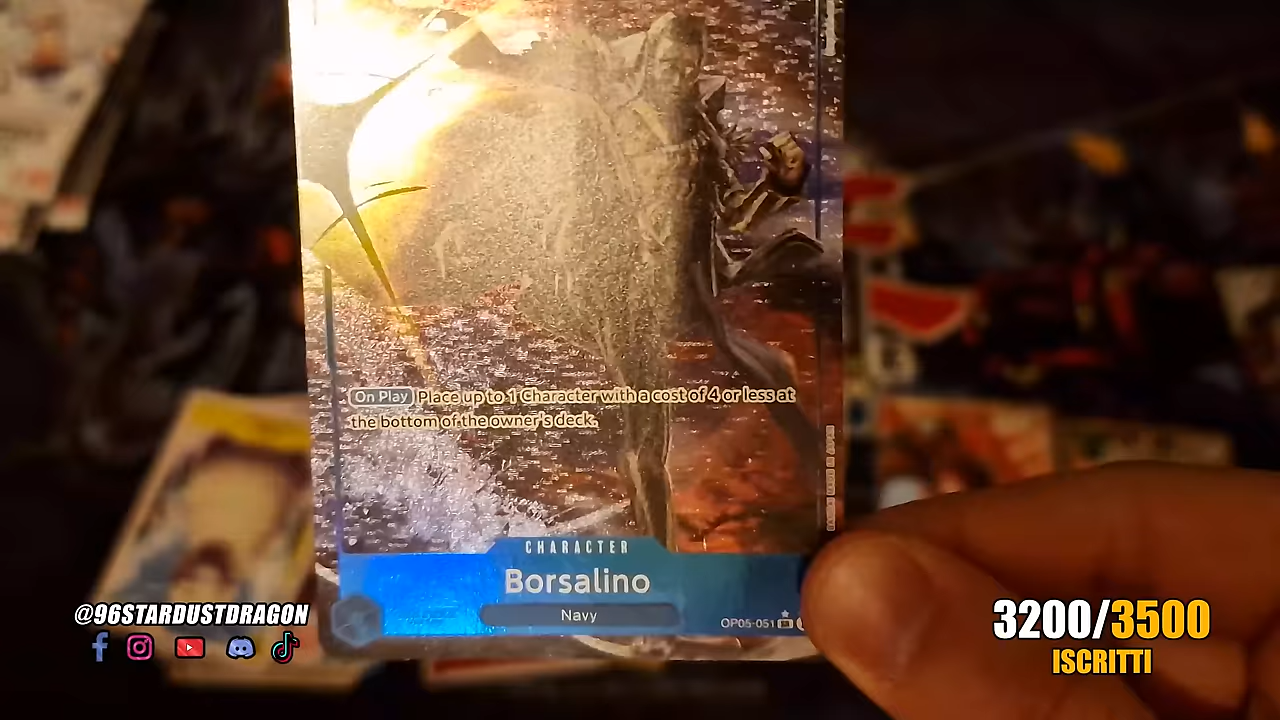 On Play Place up to 1 Character with a cost of 4 or less at
the bottom of the owner's deck.
CHARACTER
Borsalino
Navy
OP05-051 SR
@96STARDUSTDRAGON
3200/3500
ISCRITTI